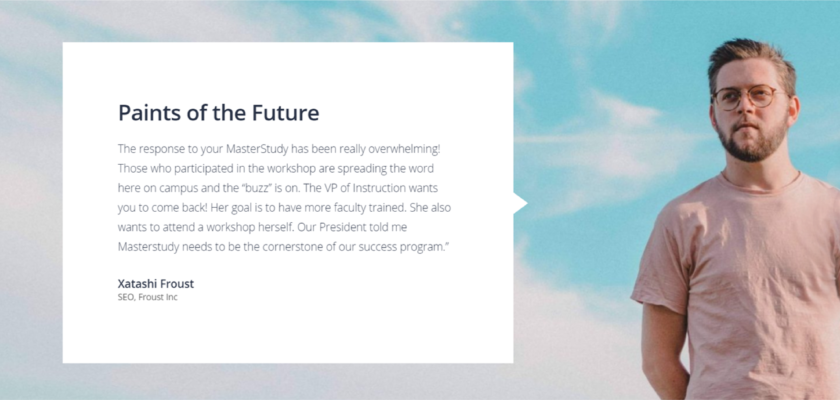 Paints of the Future
The response to your MasterStudy has been really overwhelming!
Those who participated in the workshop are spreading the word
here on campus and the “buzz” is on. The VP of Instruction wants
you to come back! Her goal is to have more faculty trained. She also
wants to attend a workshop herself. Our President told me
Masterstudy needs to be the cornerstone of our success program.”
Xatashi Froust
SEO, Froust Inc